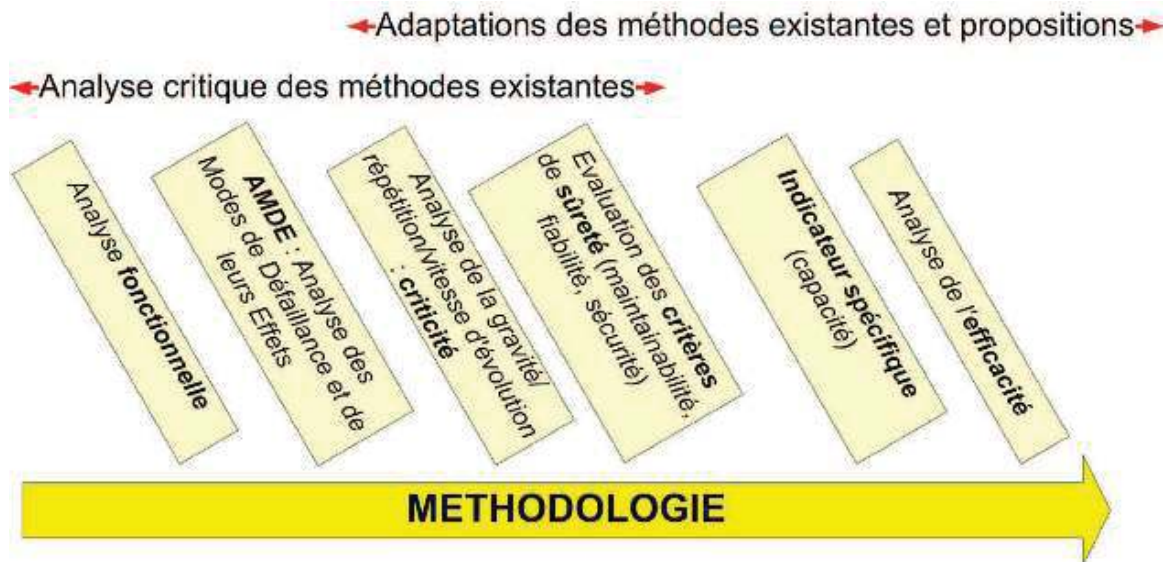 Adaptations des méthodes existantes et propositions
Analyse critique des méthodes existantes
Analyse fonctionnelle
AMDE : Analyse des
Modes de Défaillance et de
leurs Effets
Analyse de la gravité/
répétition/vitesse d'évolution
: criticité
Evaluation des critères
de sûreté (maintainabilité,
fiabilité, sécurité)
Indicateur spécifique
(capacité)
Analyse de l'efficacité
METHODOLOGIE